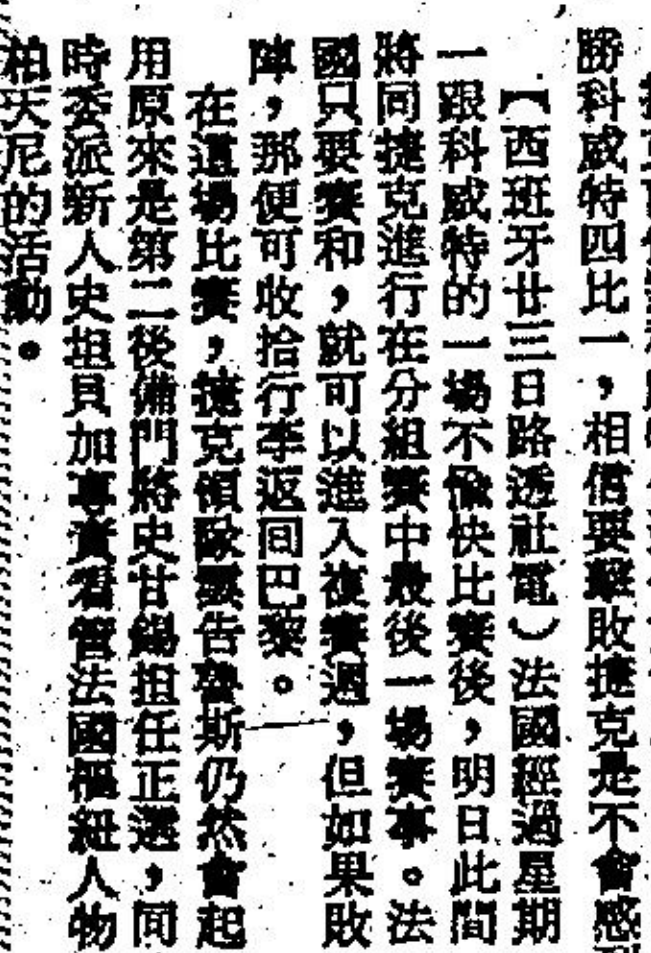 勝科威特四比一，相信要擊敗捷克是不會感
【西班牙廿三日路透社電）法國經過星期
一跟科威特的一場不愉快比賽後，明日此間
將同捷克進行在分組賽中最後一場賽事。法
國只要賽和，就可以進入復賽週，但如果敗
陣，那便可收拾行李返回巴黎。
在這場比賽，捷克領隊雲告魯斯仍然會起
用原來是第二後備門將史甘錫担任正選，同
時委派新人史坦貝加專責看管法國樞紐人物
柏天尼的活動。